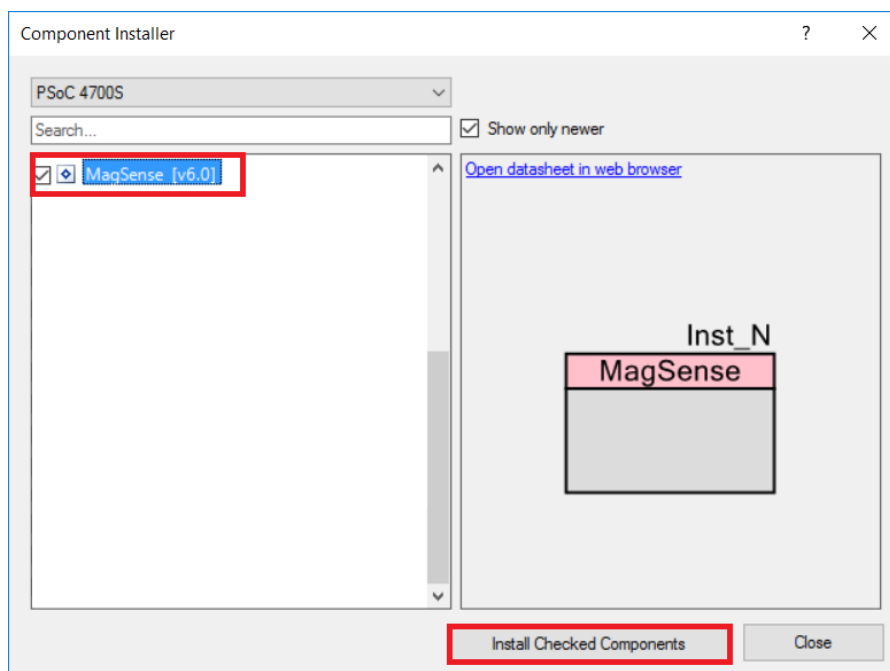 Component Installer
?
PSoC 4700S
Search...
Show only newer
MagSense [v6.0]
Open datasheet in web browser
Inst_N
MagSense
Install Checked Components
Close